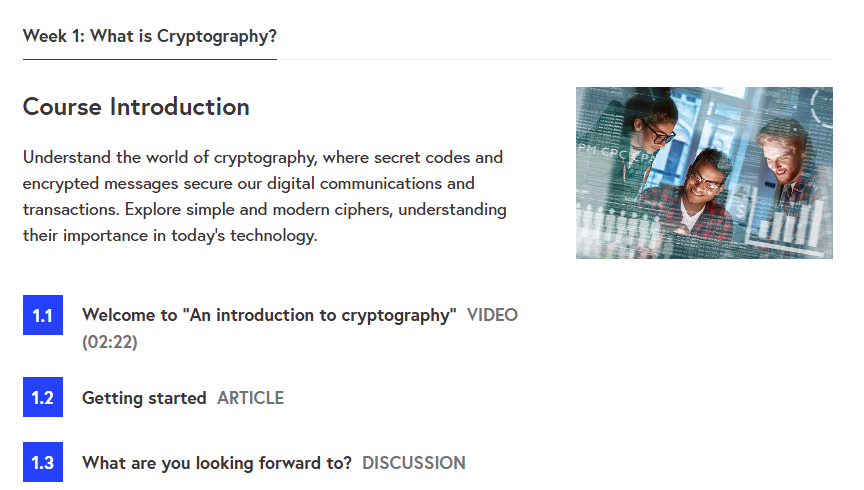 Week 1: What is Cryptography?
Course Introduction
Understand the world of cryptography, where secret codes and
encrypted messages secure our digital communications and
transactions. Explore simple and modern ciphers, understanding
their importance in today's technology.
1.1 Welcome to "An introduction to cryptography" VIDEO
(02:22)
1.2 Getting started ARTICLE
1.3 What are you looking forward to? DISCUSSION